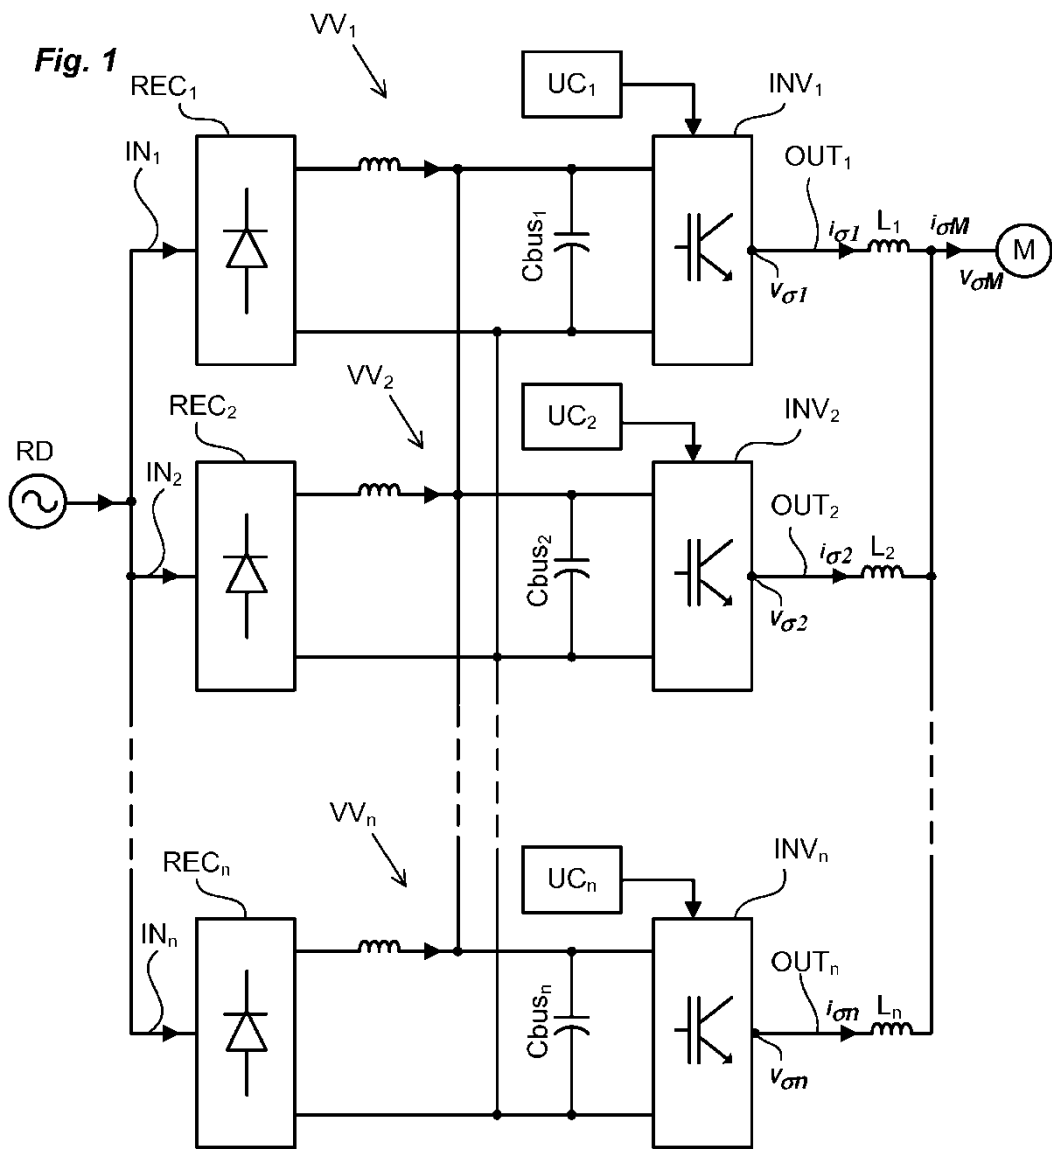 Fig. 1
VV₁
REC₁
UC₁
INV₁
IN₁
OUT₁
Cbus₁
iσ1
L₁
iσM
M
vσ1
vσM
VV₂
REC₂
UC₂
INV₂
RD
IN₂
OUT₂
Cbus₂
iσ2
L₂
vσ2
VVₙ
RECₙ
UCₙ
INVₙ
INₙ
OUTₙ
Cbusₙ
iσn
Lₙ
vσn